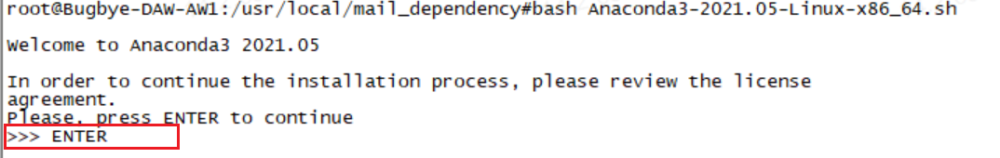 root@Bugbye-DAW-AW1:/usr/local/mail_dependency#bash Anaconda3-2021.05-Linux-x86_64.sh
Welcome to Anaconda3 2021.05
In order to continue the installation process, please review the license
agreement.
Please, press ENTER to continue
>>> ENTER